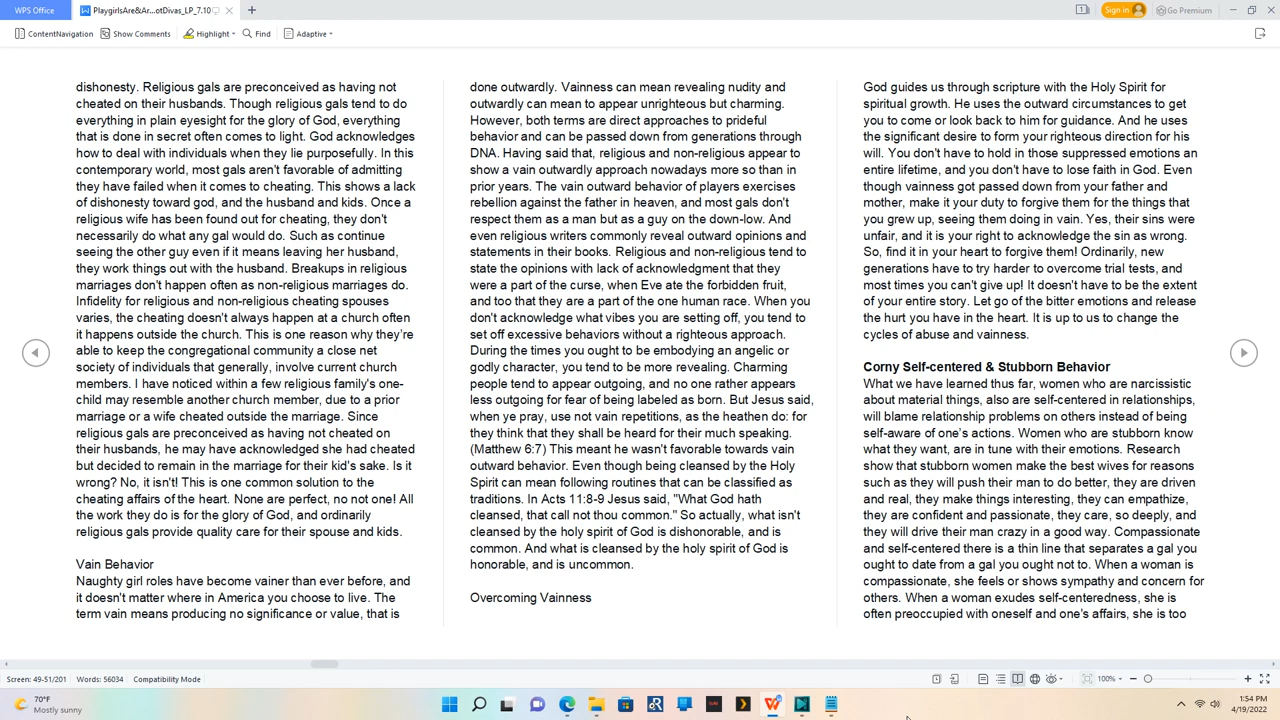 WPS Office
PlaygirlsAre&Ar...otDivas_LP_7.10
Sign in
Go Premium
ContentNavigation
Show Comments
Highlight
Find
Adaptive
dishonesty. Religious gals are preconceived as having not
cheated on their husbands. Though religious gals tend to do
everything in plain eyesight for the glory of God, everything
that is done in secret often comes to light. God acknowledges
how to deal with individuals when they lie purposefully. In this
contemporary world, most gals aren't favorable of admitting
they have failed when it comes to cheating. This shows a lack
of dishonesty toward god, and the husband and kids. Once a
religious wife has been found out for cheating, they don't
necessarily do what any gal would do. Such as continue
seeing the other guy even if it means leaving her husband,
they work things out with the husband. Breakups in religious
marriages don't happen often as non-religious marriages do.
Infidelity for religious and non-religious cheating spouses
varies, the cheating doesn't always happen at a church often
it happens outside the church. This is one reason why they're
able to keep the congregational community a close net
society of individuals that generally, involve current church
members. I have noticed within a few religious family's one-
child may resemble another church member, due to a prior
marriage or a wife cheated outside the marriage. Since
religious gals are preconceived as having not cheated on
their husbands, he may have acknowledged she had cheated
but decided to remain in the marriage for their kid's sake. Is it
wrong? No, it isn't! This is one common solution to the
cheating affairs of the heart. None are perfect, no not one! All
the work they do is for the glory of God, and ordinarily
religious gals provide quality care for their spouse and kids.
Vain Behavior
Naughty girl roles have become vainer than ever before, and
it doesn't matter where in America you choose to live. The
term vain means producing no significance or value, that is
done outwardly. Vainness can mean revealing nudity and
outwardly can mean to appear unrighteous but charming.
However, both terms are direct approaches to prideful
behavior and can be passed down from generations through
DNA. Having said that, religious and non-religious appear to
show a vain outwardly approach nowadays more so than in
prior years. The vain outward behavior of players exercises
rebellion against the father in heaven, and most gals don't
respect them as a man but as a guy on the down-low. And
even religious writers commonly reveal outward opinions and
statements in their books. Religious and non-religious tend to
state the opinions with lack of acknowledgment that they
were a part of the curse, when Eve ate the forbidden fruit,
and too that they are a part of the one human race. When you
don't acknowledge what vibes you are setting off, you tend to
set off excessive behaviors without a righteous approach.
During the times you ought to be embodying an angelic or
godly character, you tend to be more revealing. Charming
people tend to appear outgoing, and no one rather appears
less outgoing for fear of being labeled as born. But Jesus said,
when ye pray, use not vain repetitions, as the heathen do: for
they think that they shall be heard for their much speaking.
(Matthew 6:7) This meant he wasn't favorable towards vain
outward behavior. Even though being cleansed by the Holy
Spirit can mean following routines that can be classified as
traditions. In Acts 11:8-9 Jesus said, "What God hath
cleansed, that call not thou common." So actually, what isn't
cleansed by the holy spirit of God is dishonorable, and is
common. And what is cleansed by the holy spirit of God is
honorable, and is uncommon.
Overcoming Vainness
God guides us through scripture with the Holy Spirit for
spiritual growth. He uses the outward circumstances to get
you to come or look back to him for guidance. And he uses
the significant desire to form your righteous direction for his
will. You don't have to hold in those suppressed emotions an
entire lifetime, and you don't have to lose faith in God. Even
though vainness got passed down from your father and
mother, make it your duty to forgive them for the things that
you grew up, seeing them doing in vain. Yes, their sins were
unfair, and it is your right to acknowledge the sin as wrong.
So, find it in your heart to forgive them! Ordinarily, new
generations have to try harder to overcome trial tests, and
most times you can't give up! It doesn't have to be the extent
of your entire story. Let go of the bitter emotions and release
the hurt you have in the heart. It is up to us to change the
cycles of abuse and vainness.
Corny Self-centered & Stubborn Behavior
What we have learned thus far, women who are narcissistic
about material things, also are self-centered in relationships,
will blame relationship problems on others instead of being
self-aware of one's actions. Women who are stubborn know
what they want, are in tune with their emotions. Research
show that stubborn women make the best wives for reasons
such as they will push their man to do better, they are driven
and real, they make things interesting, they can empathize,
they are confident and passionate, they care, so deeply, and
they will drive their man crazy in a good way. Compassionate
and self-centered there is a thin line that separates a gal you
ought to date from a gal you ought not to. When a woman is
compassionate, she feels or shows sympathy and concern for
others. When a woman exudes self-centeredness, she is
often preoccupied with oneself and one's affairs, she is too
Screen: 49-51/201
Words: 56034
Compatibility Mode
100%
70°F
Mostly sunny
1:54 PM
4/19/2022